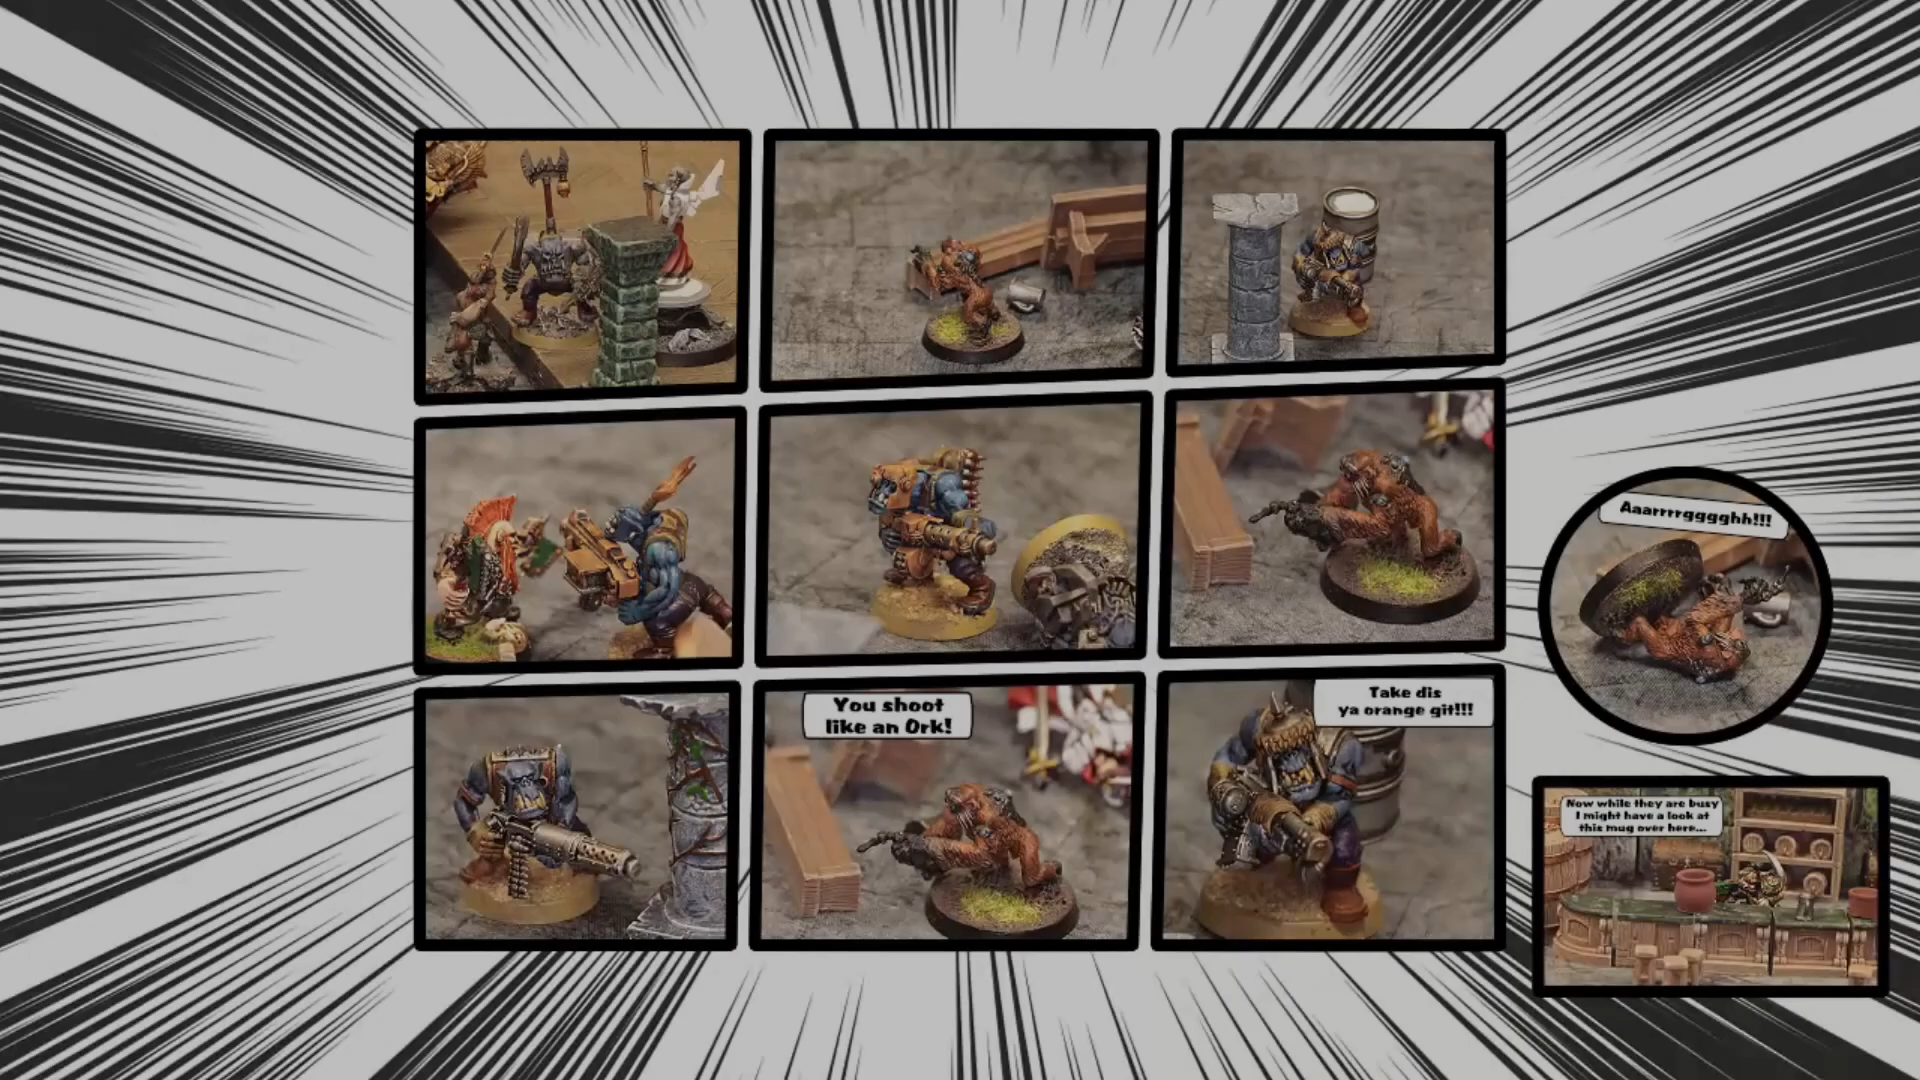 Aaarrrrgggghh!!!
You shoot
like an Ork!
Take dis
ya orange git!!!
Now while they are busy
I might have a look at
this mug over here...